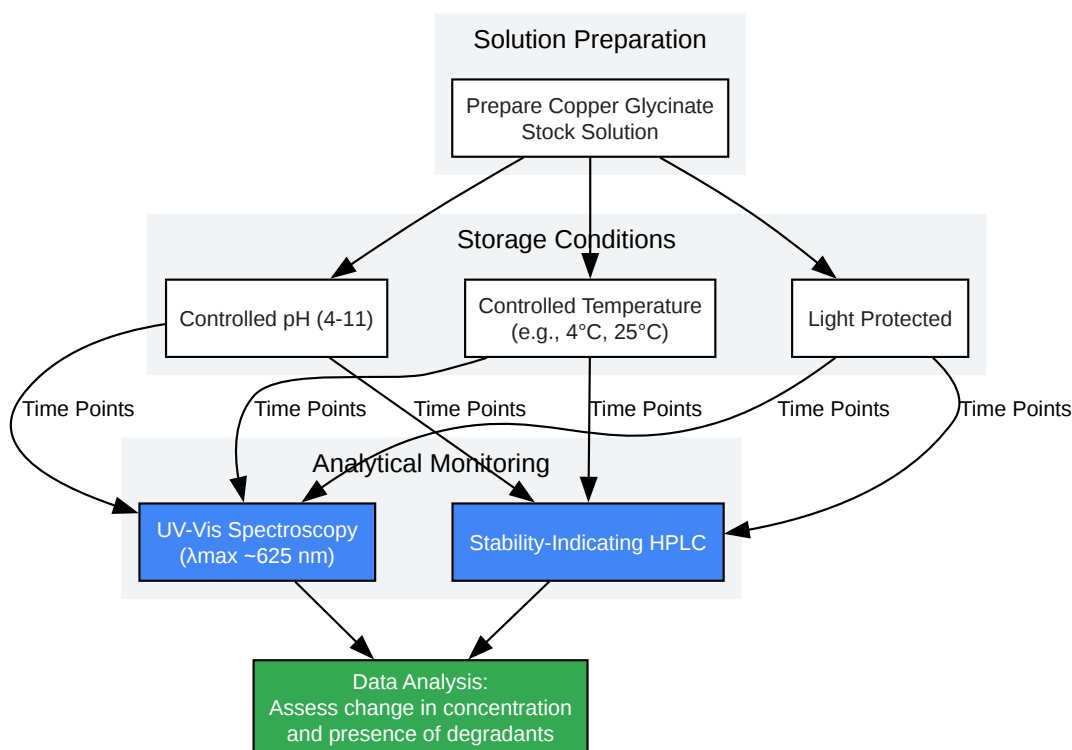 Solution Preparation
Prepare Copper Glycinate
Stock Solution
Storage Conditions
Controlled pH (4-11)
Controlled Temperature
(e.g., 4°C, 25°C)
Light Protected
Time Points
Time Points
Time Points
Time Points
Time Points
Time Points
Analytical Monitoring
UV-Vis Spectroscopy
(λmax ~625 nm)
Stability-Indicating HPLC
Data Analysis:
Assess change in concentration
and presence of degradants